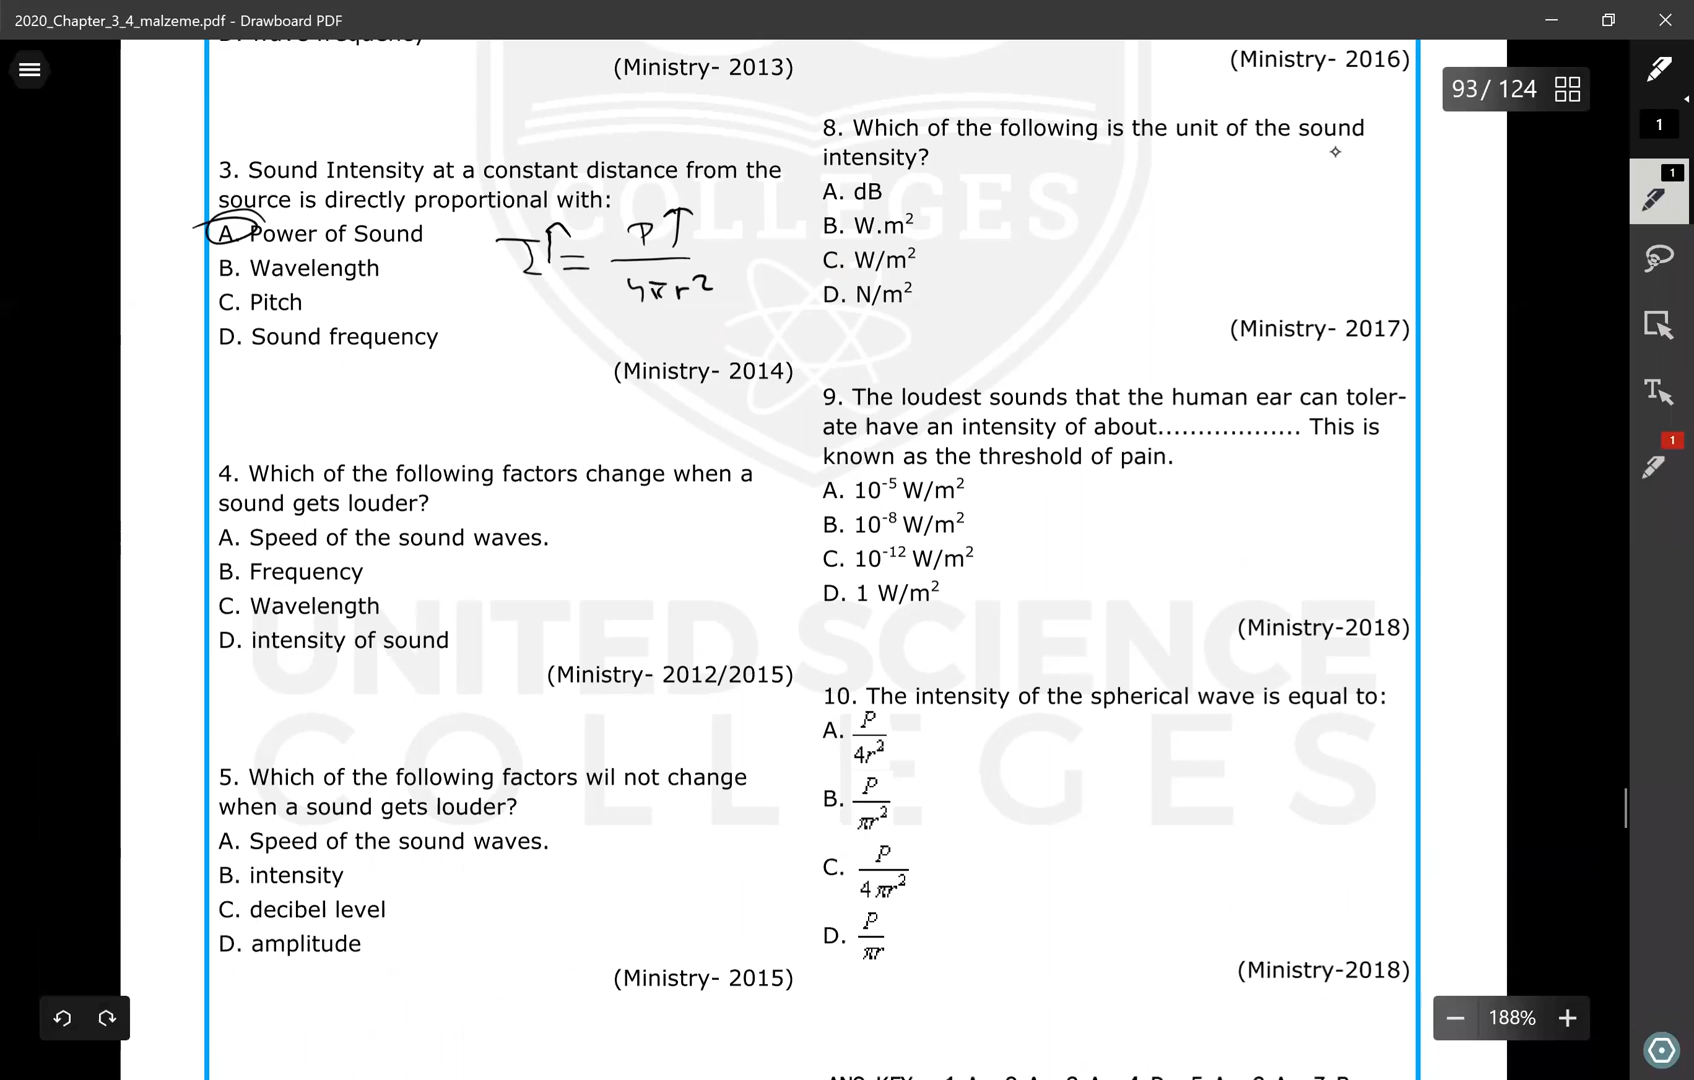 2020_Chapter_3_4_malzeme.pdf - Drawboard PDF
(Ministry- 2013)
3. Sound Intensity at a constant distance from the
source is directly proportional with:
A. Power of Sound
B. Wavelength
C. Pitch
D. Sound frequency
I↑ = P↑ / 4πr²
(Ministry- 2014)
4. Which of the following factors change when a
sound gets louder?
A. Speed of the sound waves.
B. Frequency
C. Wavelength
D. intensity of sound
(Ministry- 2012/2015)
5. Which of the following factors wil not change
when a sound gets louder?
A. Speed of the sound waves.
B. intensity
C. decibel level
D. amplitude
(Ministry- 2015)
(Ministry- 2016)
8. Which of the following is the unit of the sound
intensity?
A. dB
B. W.m²
C. W/m²
D. N/m²
(Ministry- 2017)
9. The loudest sounds that the human ear can toler-
ate have an intensity of about.................. This is
known as the threshold of pain.
A. 10⁻⁵ W/m²
B. 10⁻⁸ W/m²
C. 10⁻¹² W/m²
D. 1 W/m²
(Ministry-2018)
10. The intensity of the spherical wave is equal to:
A. P / 4r²
B. P / πr²
C. P / 4πr²
D. P / πr
(Ministry-2018)
COLLEGES
UNITED SCIENCE
COLLEGES
93/ 124
1
1
1
188%